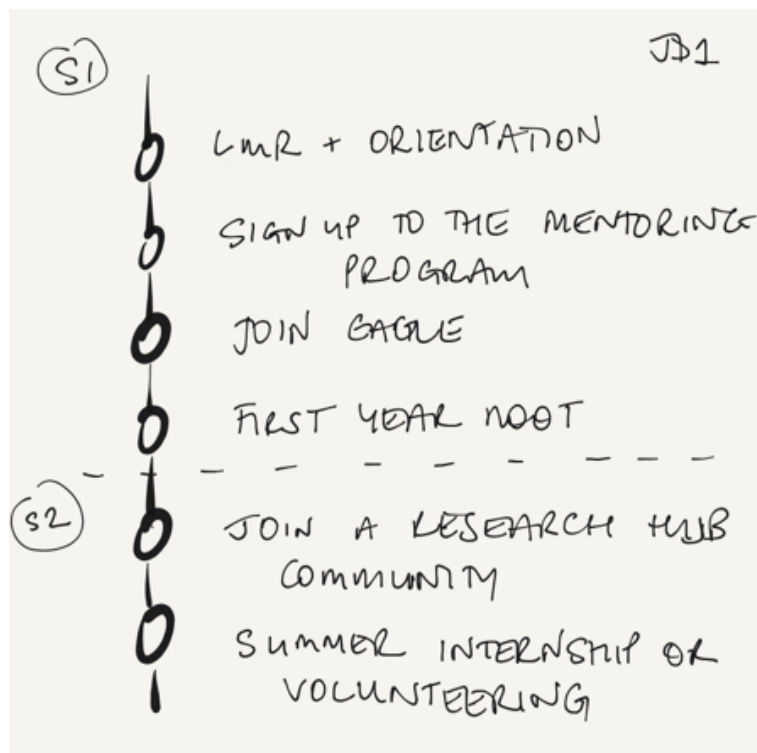 S1
JD1
LMR + ORIENTATION
SIGN UP TO THE MENTORING
PROGRAM
JOIN EAGLE
FIRST YEAR MOOT
S2
JOIN A RESEARCH HUB
COMMUNITY
SUMMER INTERNSHIP OR
VOLUNTEERING